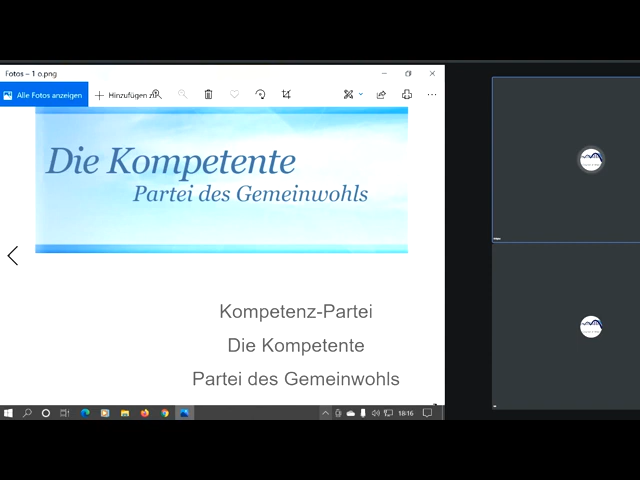 Fotos – 1 o.png
Alle Fotos anzeigen
Hinzufügen
Die Kompetente
Partei des Gemeinwohls
Kompetenz-Partei
Die Kompetente
Partei des Gemeinwohls
18:16